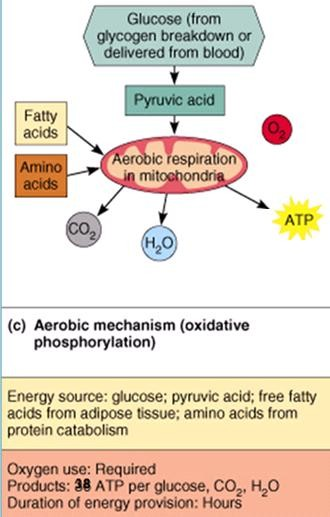 Glucose (from
glycogen breakdown or
delivered from blood)
Pyruvic acid
Fatty
acids
O2
Amino
acids
Aerobic respiration
in mitochondria
CO2
H2O
ATP
(c) Aerobic mechanism (oxidative
phosphorylation)
Energy source: glucose; pyruvic acid; free fatty
acids from adipose tissue; amino acids from
protein catabolism
Oxygen use: Required
Products: 38 ATP per glucose, CO2, H2O
Duration of energy provision: Hours